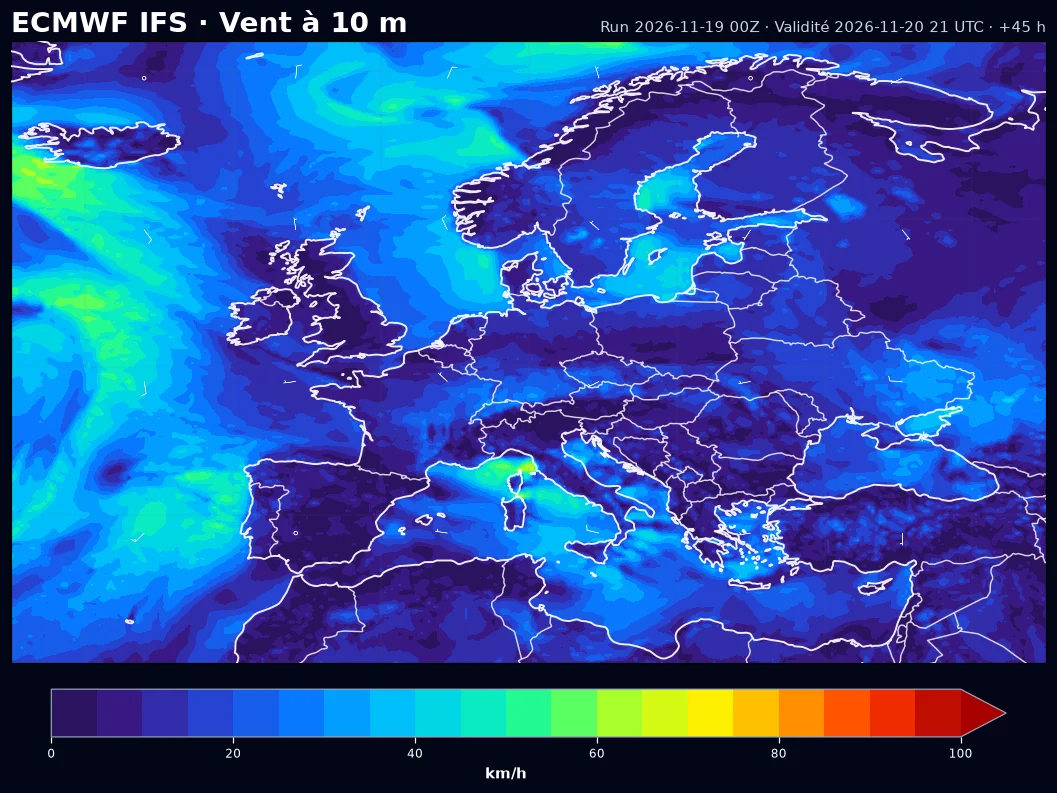 ECMWF IFS · Vent à 10 m
Run 2026-11-19 00Z · Validité 2026-11-20 21 UTC · +45 h
0 20 40 60 80 100
km/h